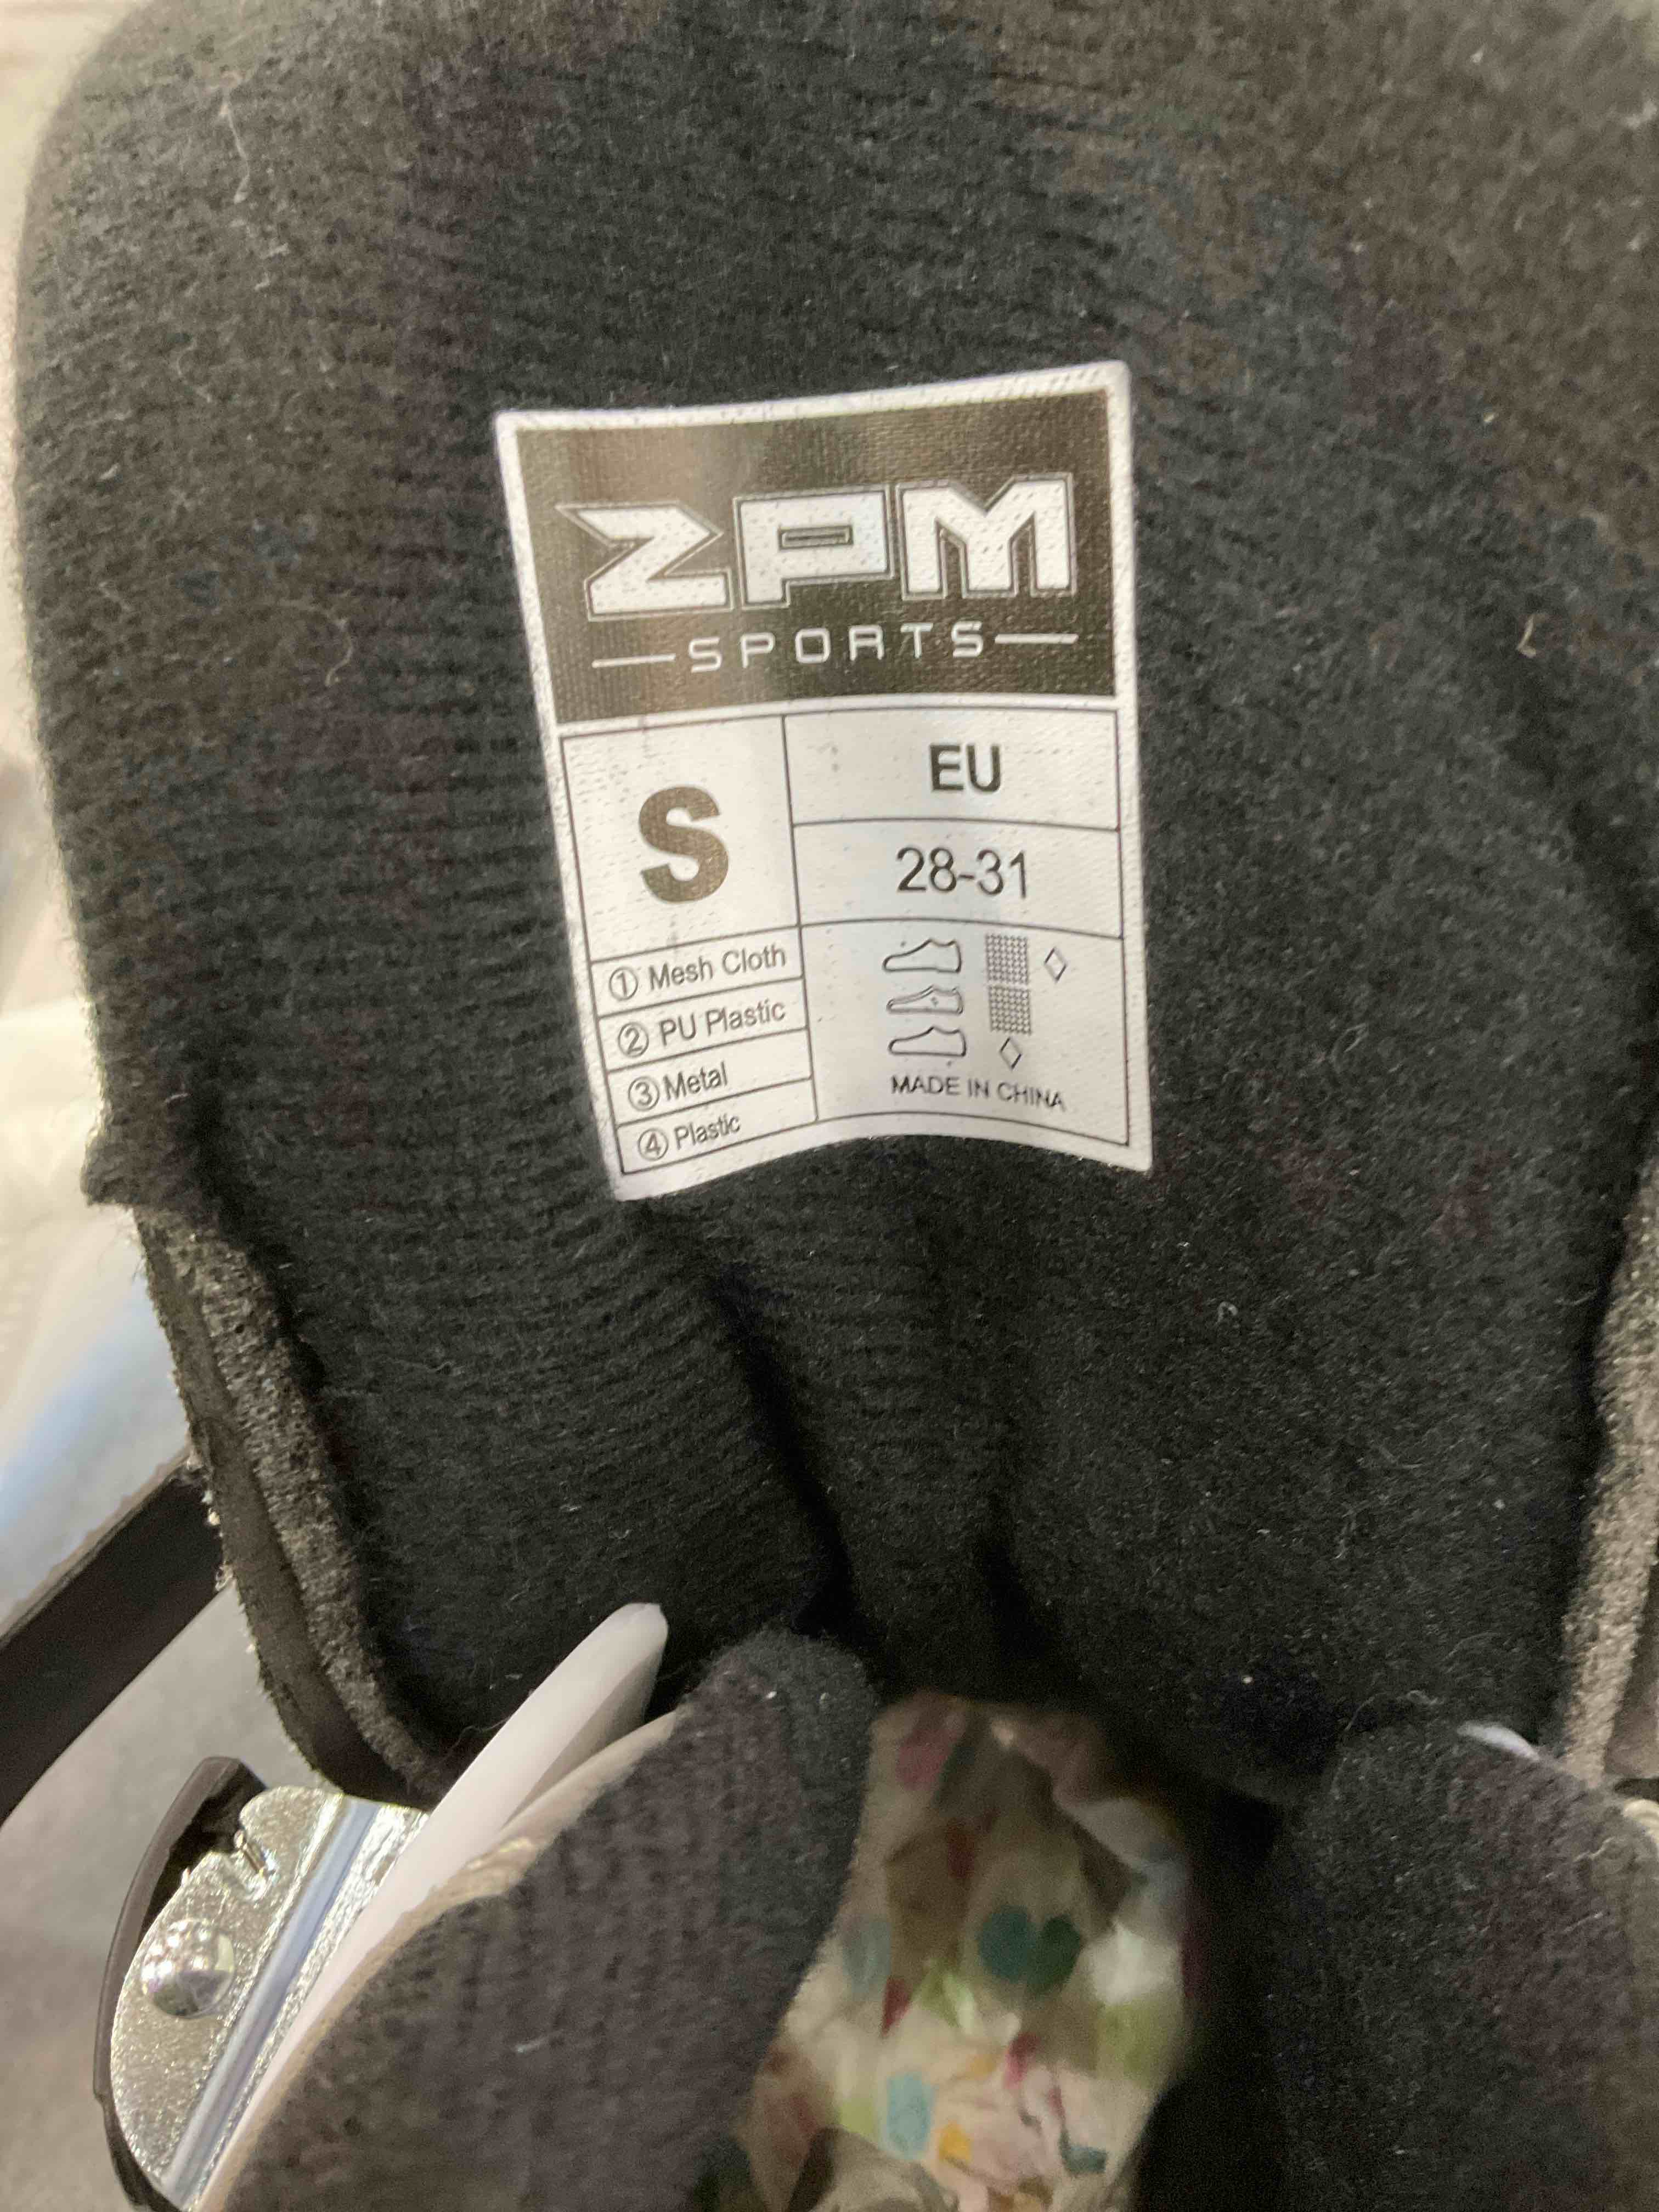 ZPM
SPORTS
S
EU
28-31
① Mesh Cloth
② PU Plastic
③ Metal
④ Plastic
MADE IN CHINA